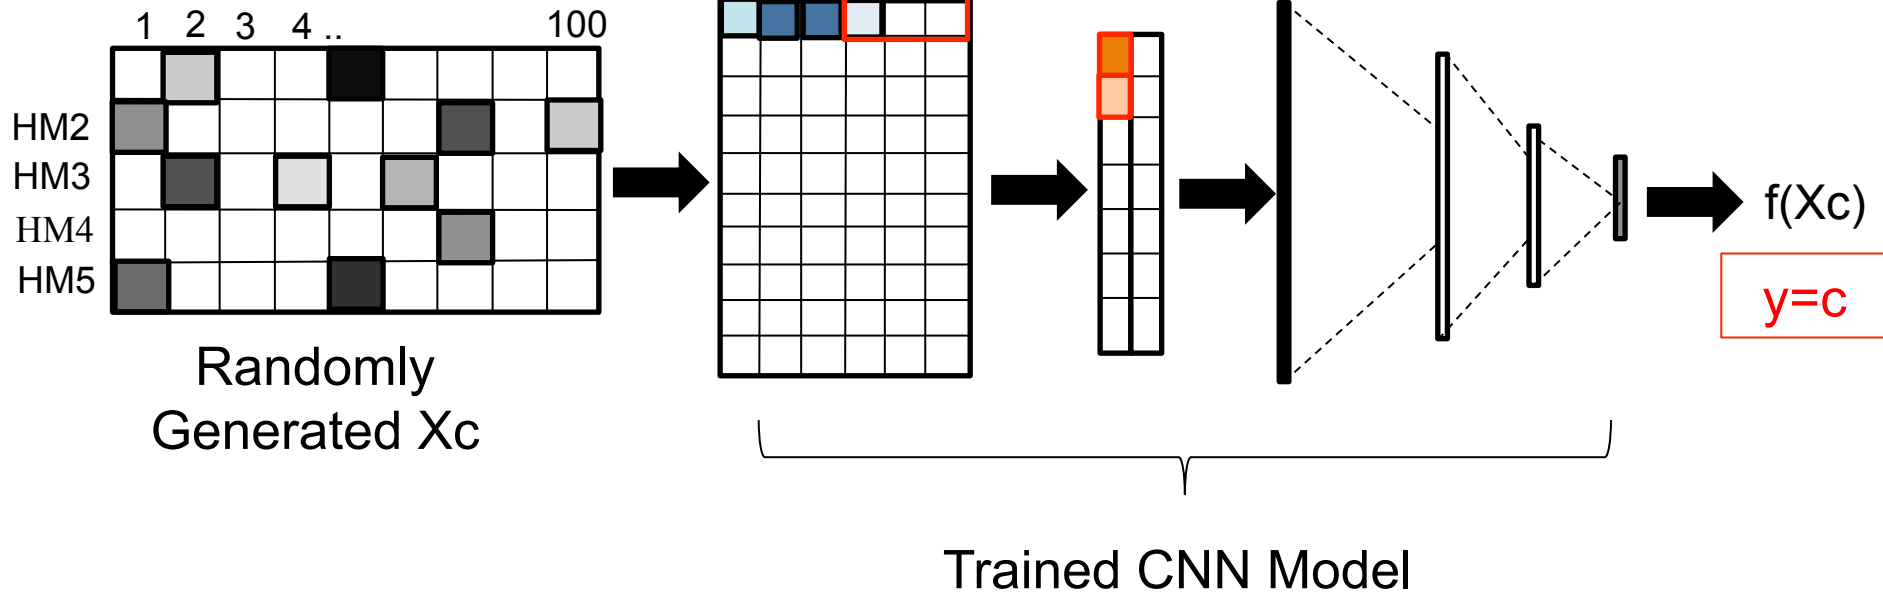 1 2 3 4 .. 100
HM2
HM3
HM4
HM5
Randomly
Generated Xc
f(Xc)
y=c
Trained CNN Model